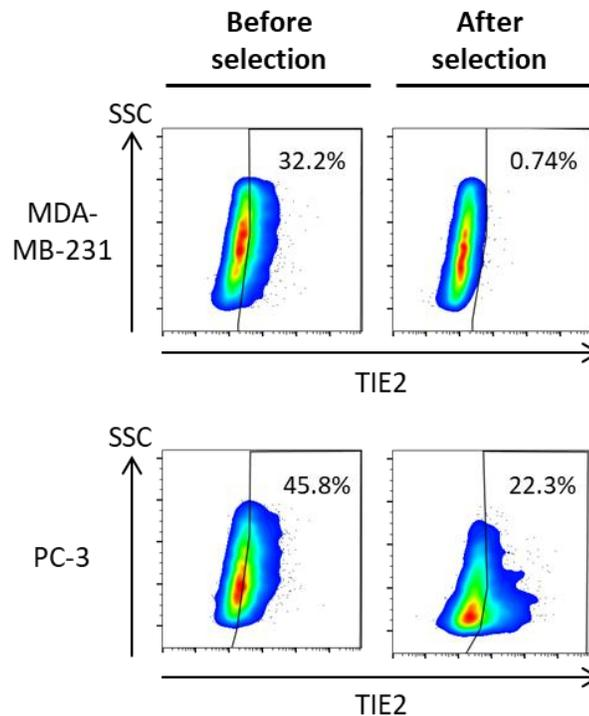 Before
selection
After
selection
SSC
MDA-
MB-231
32.2%
0.74%
TIE2
SSC
PC-3
45.8%
22.3%
TIE2